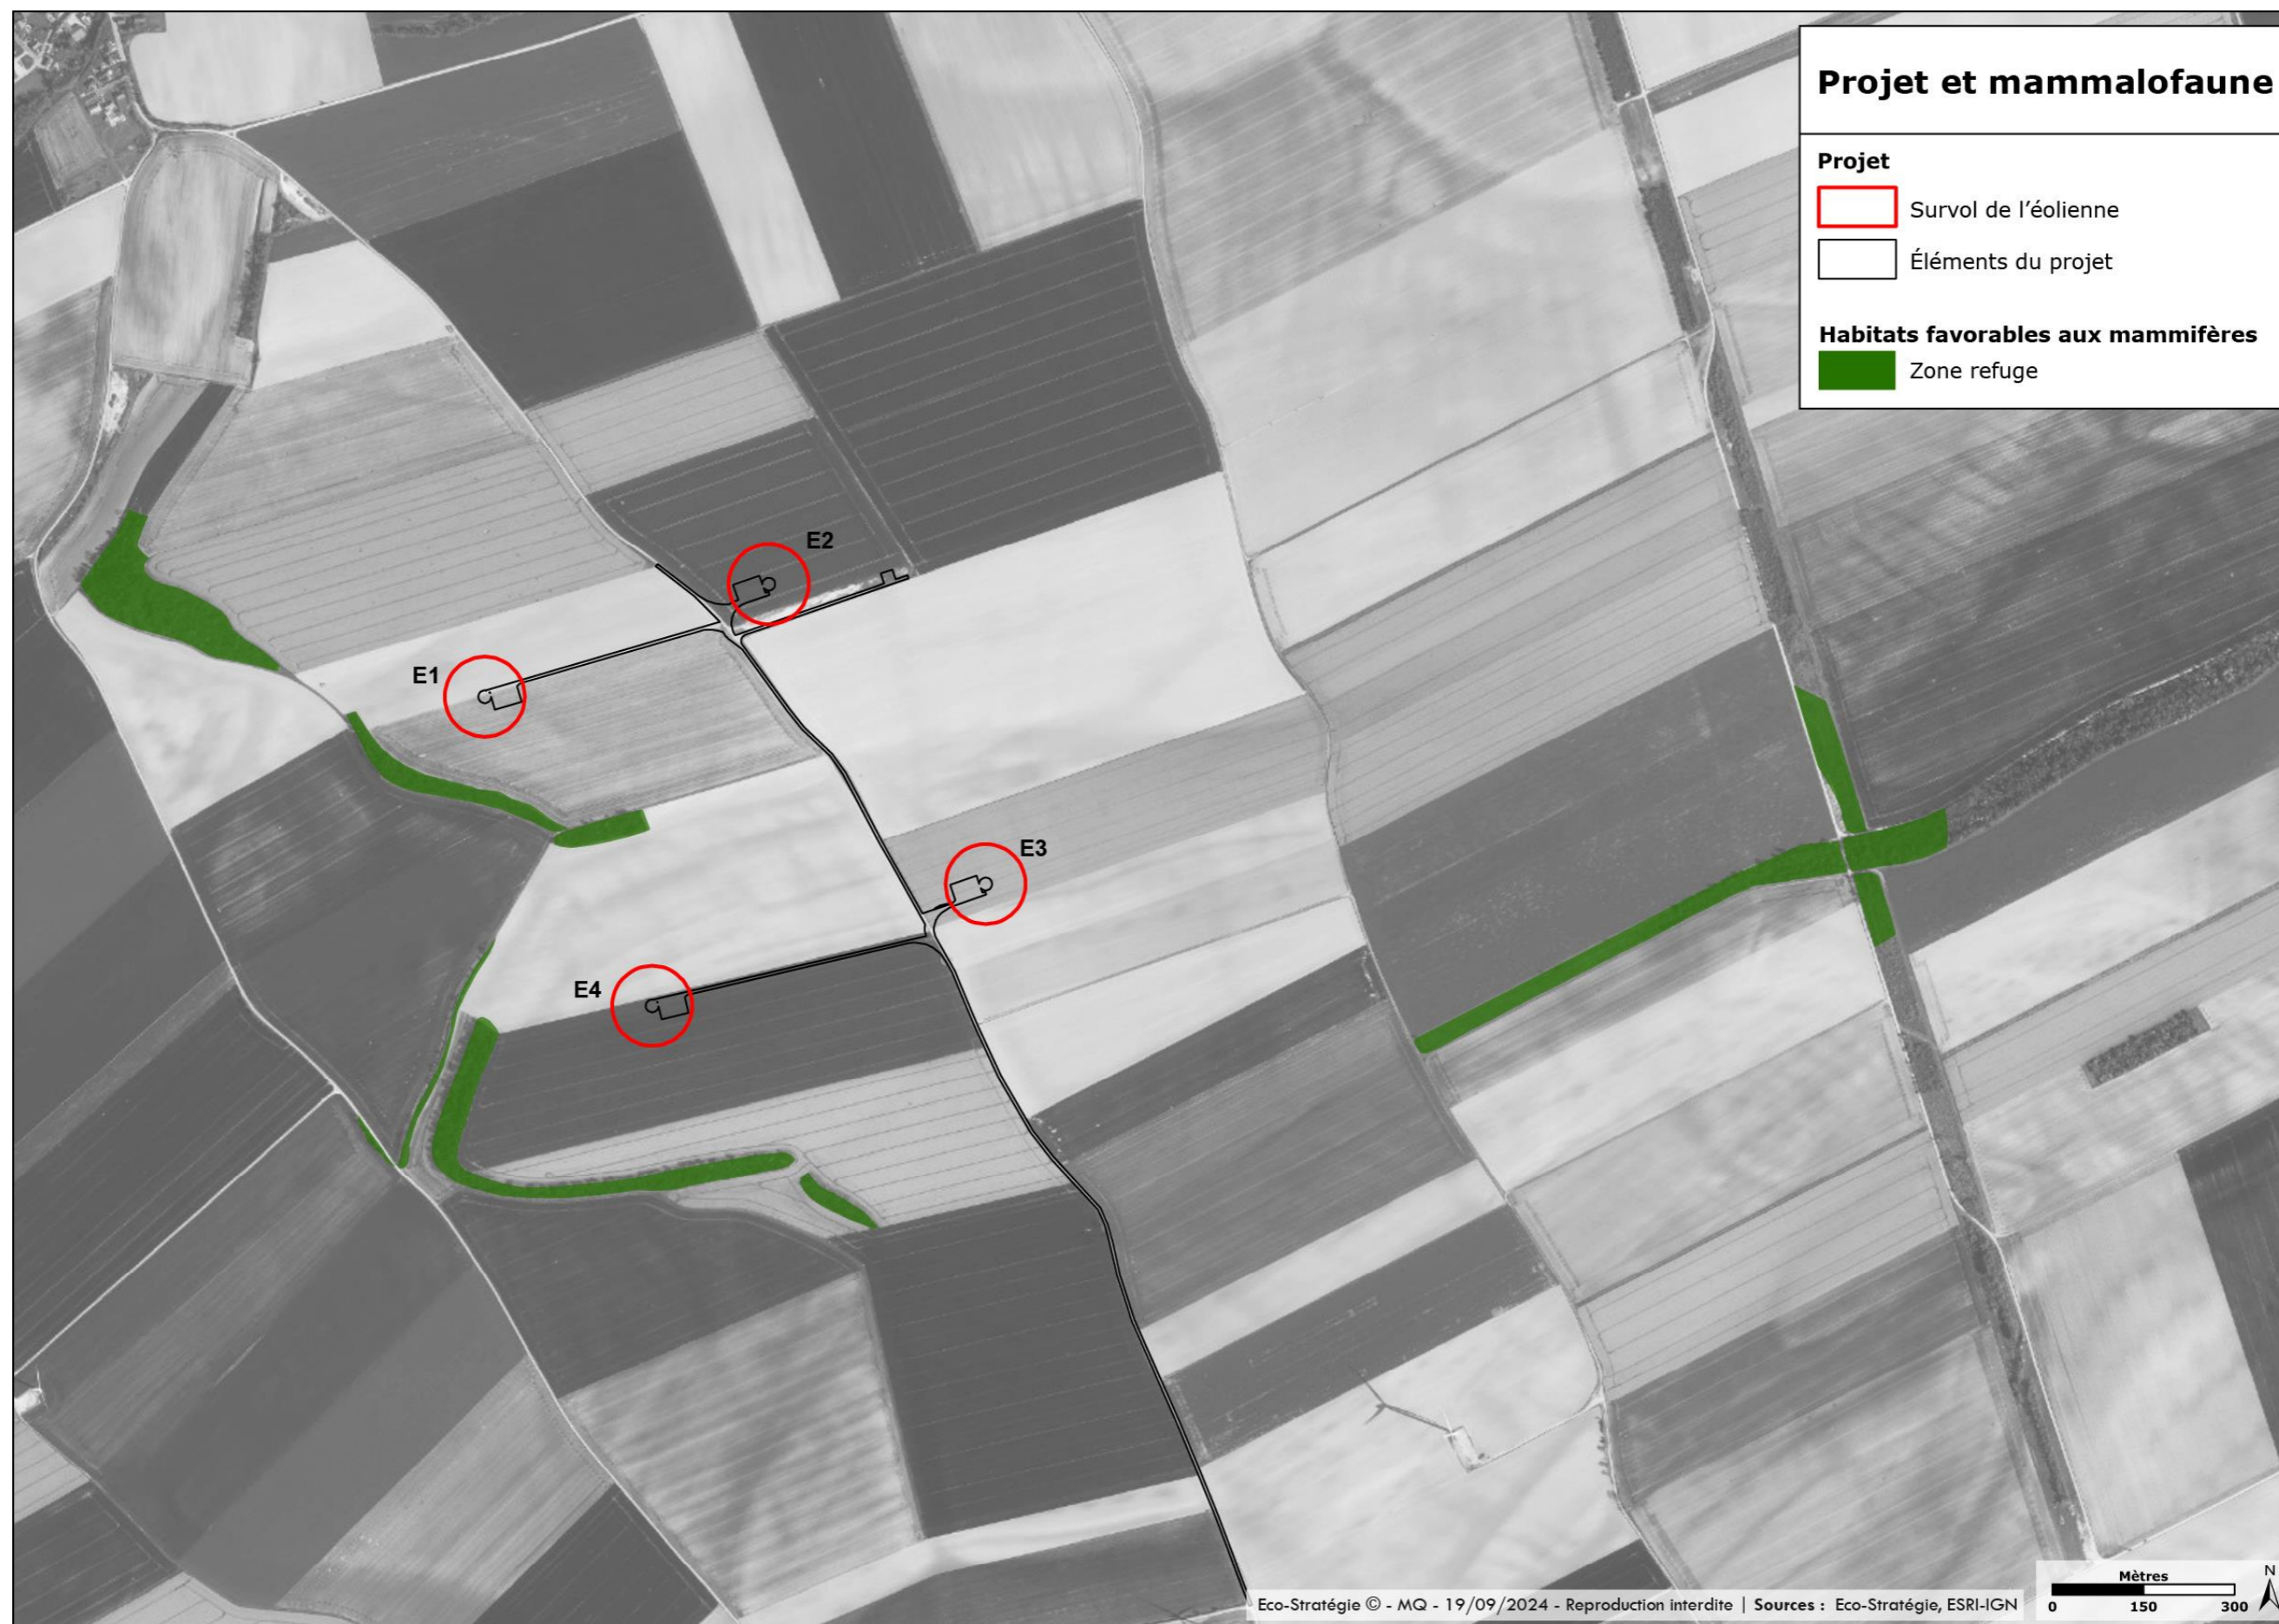 Projet et mammalofaune
Projet
Survol de l’éolienne
Éléments du projet
Habitats favorables aux mammifères
Zone refuge
E2
E1
E3
E4
Mètres
0 150 300
N
Eco-Stratégie © - MQ - 19/09/2024 - Reproduction interdite | Sources : Eco-Stratégie, ESRI-IGN